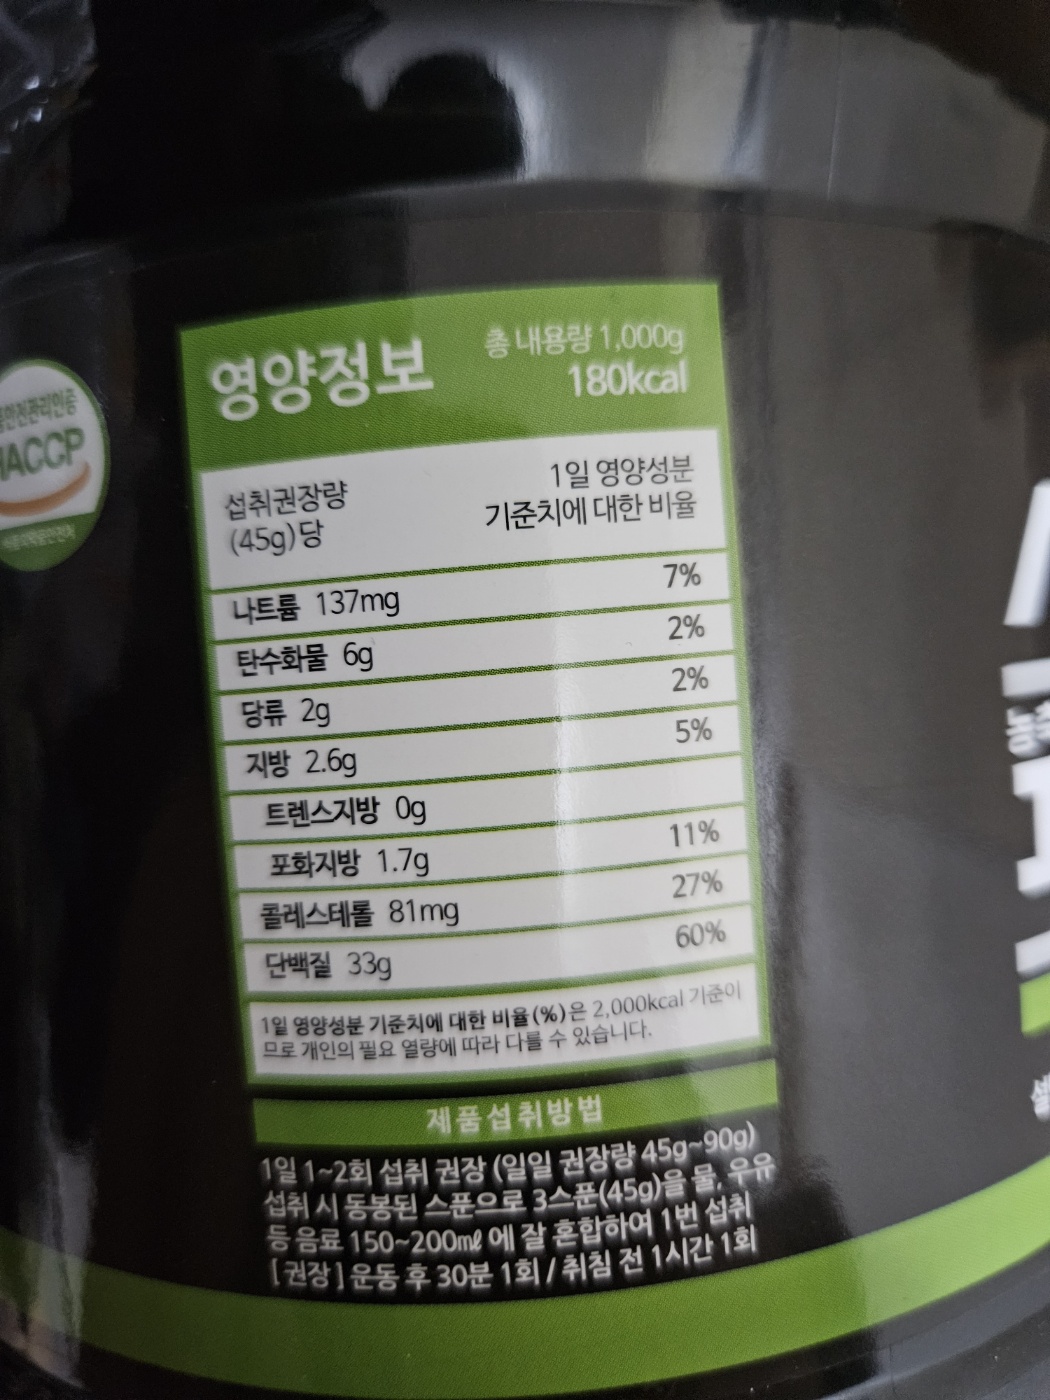 영양정보
총 내용량 1,000g
180kcal
섭취권장량
(45g)당
1일 영양성분
기준치에 대한 비율
나트륨 137mg 7%
탄수화물 6g 2%
당류 2g 2%
지방 2.6g 5%
트렌스지방 0g
포화지방 1.7g 11%
콜레스테롤 81mg 27%
단백질 33g 60%
1일 영양성분 기준치에 대한 비율(%)은 2,000kcal 기준이
므로 개인의 필요 열량에 따라 다를 수 있습니다.
제품섭취방법
1일 1~2회 섭취 권장 (일일 권장량 45g~90g)
섭취 시 동봉된 스푼으로 3스푼(45g)을 물, 우유
등 음료 150~200㎖ 에 잘 혼합하여 1번 섭취
[권장] 운동 후 30분 1회 / 취침 전 1시간 1회
안전관리인증
HACCP